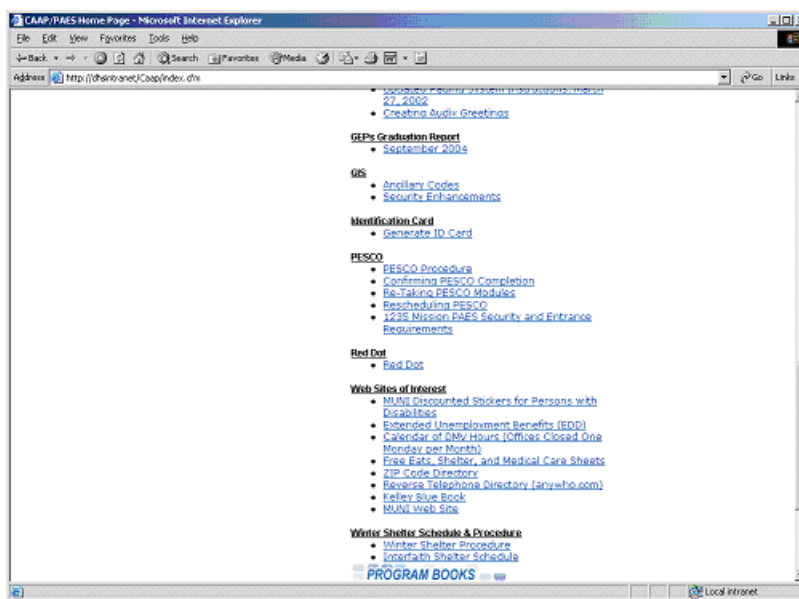 CAAP/PAES Home Page - Microsoft Internet Explorer
File Edit View Favorites Tools Help
Back Search Favorites Media
Address http://dhsintranet/Caap/index.cfm Go Links
Updated Paging System Instructions, March
27, 2002
Creating Audix Greetings
GEPs Graduation Report
September 2004
GIS
Ancillary Codes
Security Enhancements
Identification Card
Generate ID Card
PESCO
PESCO Procedure
Confirming PESCO Completion
Re-Taking PESCO Modules
Rescheduling PESCO
1235 Mission PAES Security and Entrance
Requirements
Red Dot
Red Dot
Web Sites of Interest
MUNI Discounted Stickers for Persons with
Disabilities
Extended Unemployment Benefits (EDD)
Calendar of DMV Hours (Offices Closed One
Monday per Month)
Free Eats, Shelter, and Medical Care Sheets
ZIP Code Directory
Reverse Telephone Directory (anywho.com)
Kelley Blue Book
MUNI Web Site
Winter Shelter Schedule & Procedure
Winter Shelter Procedure
Interfaith Shelter Schedule
PROGRAM BOOKS
Local intranet